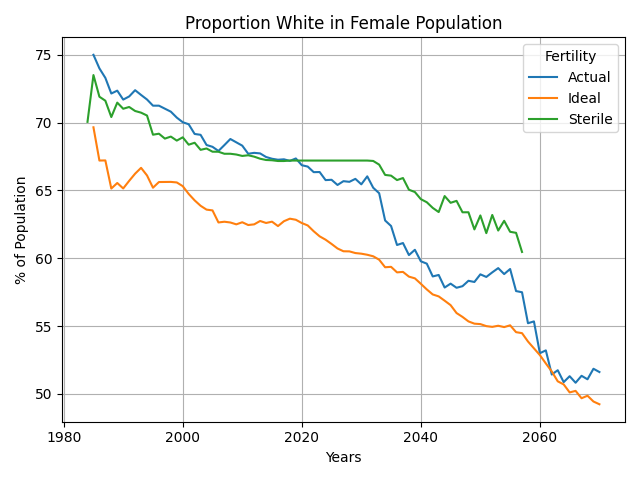 Proportion White in Female Population
% of Population
75
70
65
60
55
50
Fertility
Actual
Ideal
Sterile
1980
2000
2020
2040
2060
Years